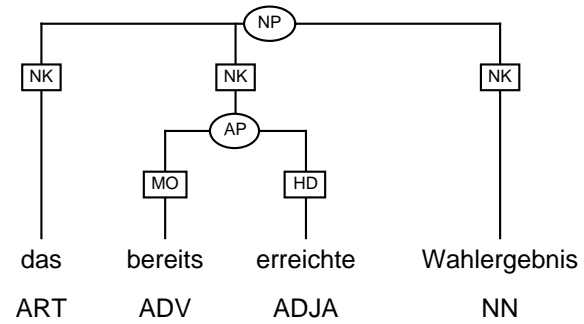 NP
NK NK NK
AP
MO HD
das bereits erreichte Wahlergebnis
ART ADV ADJA NN